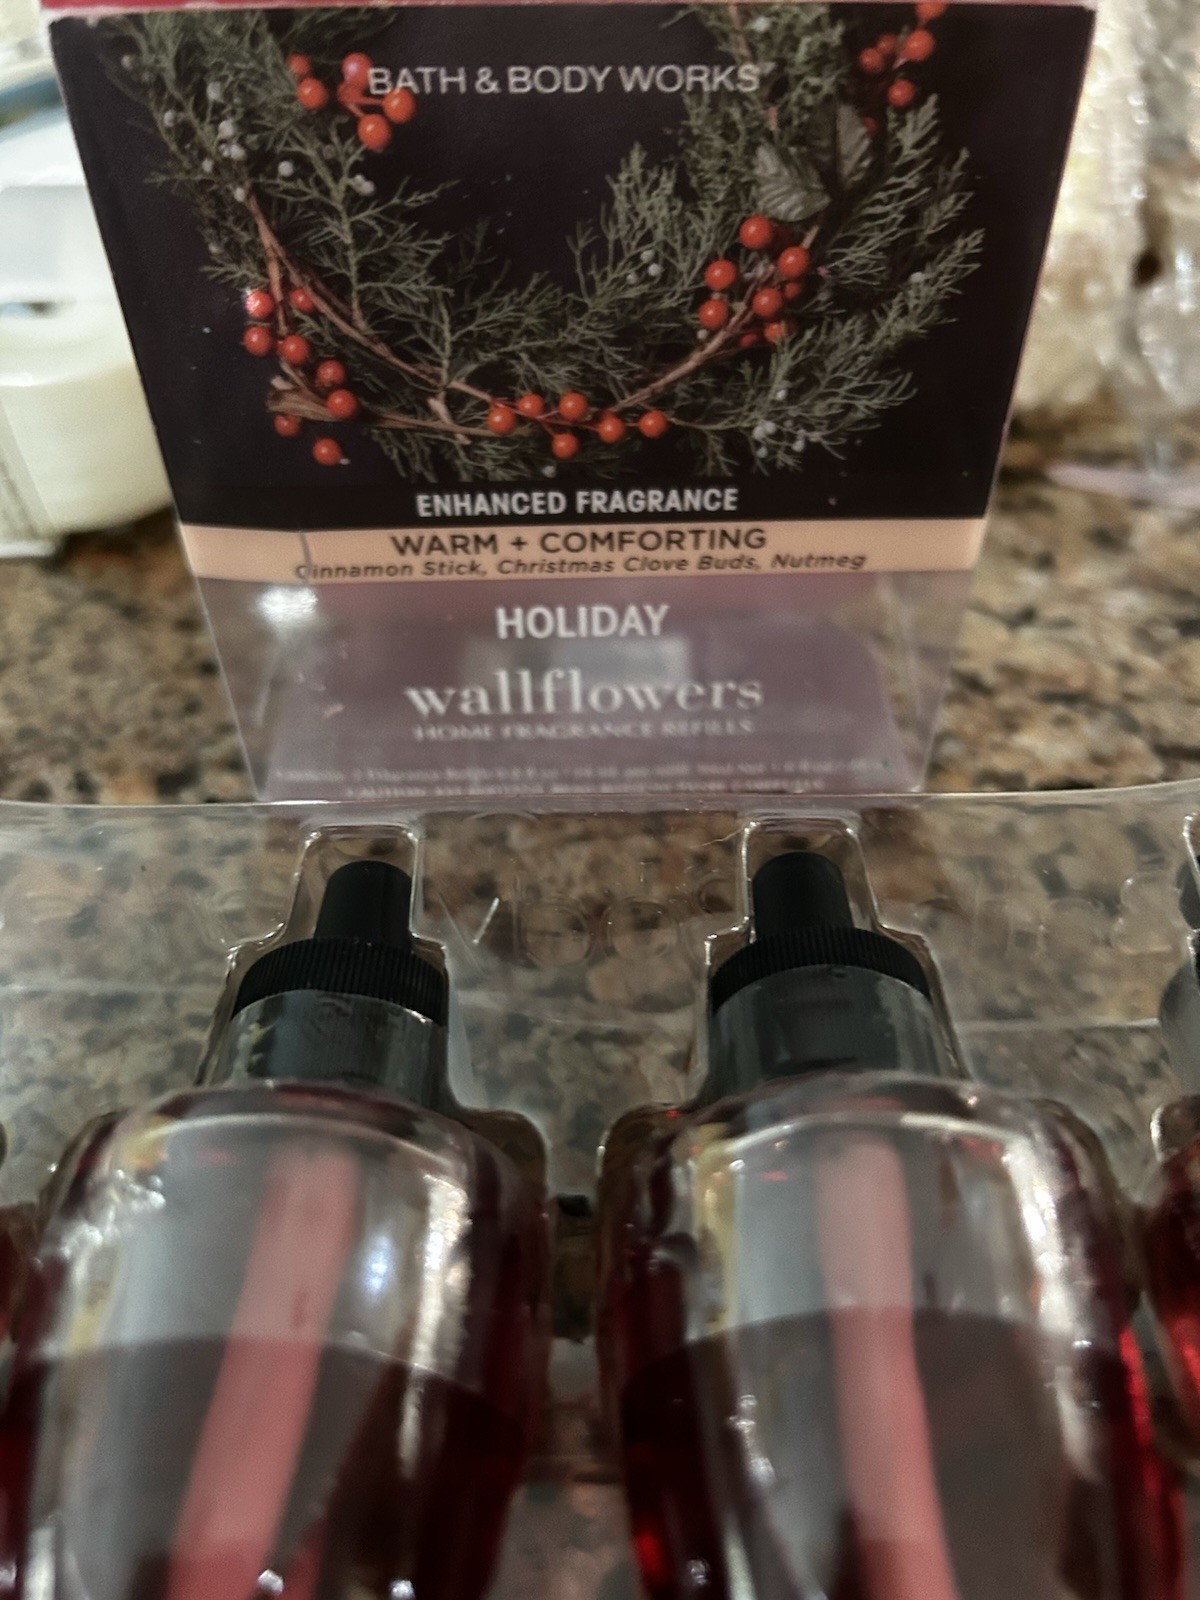 BATH & BODY WORKS
ENHANCED FRAGRANCE
WARM + COMFORTING
Cinnamon Stick, Christmas Clove Buds, Nutmeg
HOLIDAY
wallflowers
HOME FRAGRANCE REFILLS